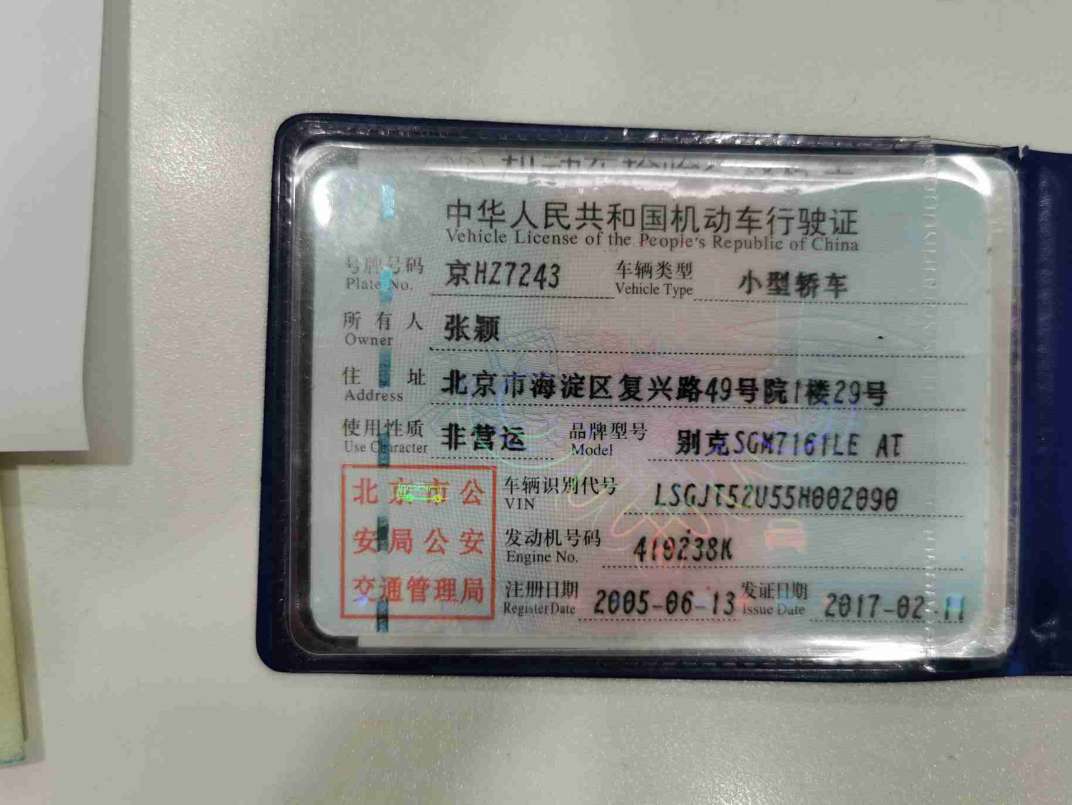 中华人民共和国机动车行驶证
Vehicle License of the People's Republic of China
号牌号码 京HZ7243 车辆类型 小型轿车
Plate No. Vehicle Type
所有人 张颖
Owner
住址 北京市海淀区复兴路49号院1楼29号
Address
使用性质 非营运 品牌型号 别克SGM7161LE AT
Use Character Model
北京市公 车辆识别代号 LSGJT52U55H002090
VIN
安局公安 发动机号码 410238K
Engine No.
交通管理局 注册日期 2005-06-13 发证日期 2017-02-11
Register Date Issue Date